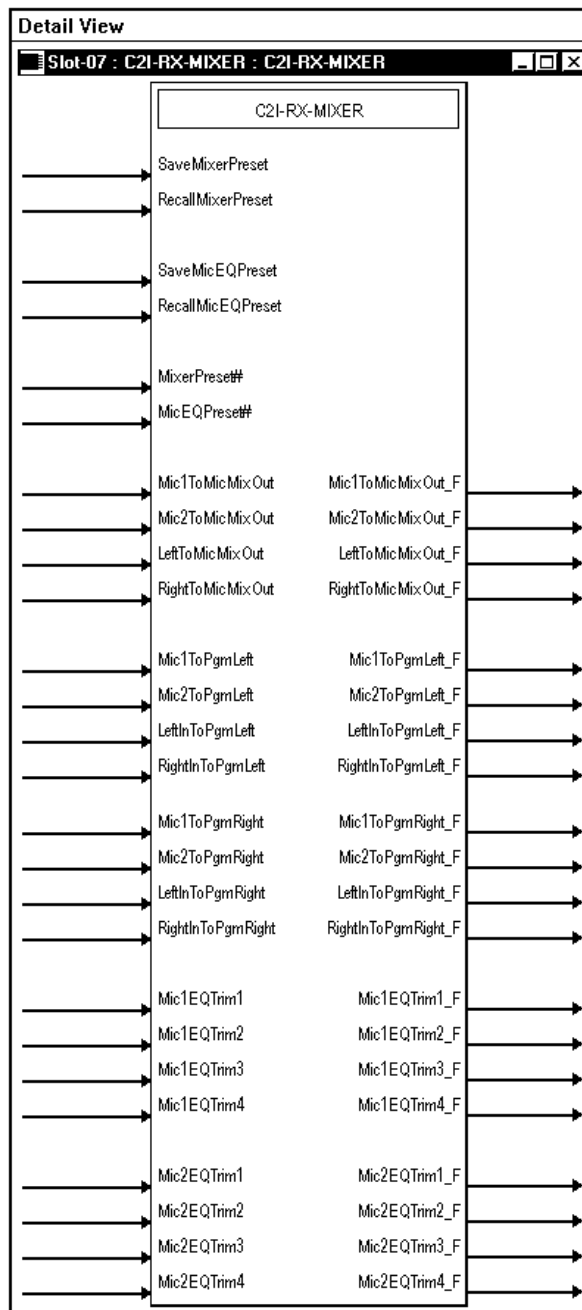 Detail View
Slot-07 : C2I-RX-MIXER : C2I-RX-MIXER
C2I-RX-MIXER
SaveMixerPreset
RecallMixerPreset
SaveMicEQPreset
RecallMicEQPreset
MixerPreset#
MicEQPreset#
Mic1ToMicMixOut Mic1ToMicMixOut_F
Mic2ToMicMixOut Mic2ToMicMixOut_F
LeftToMicMixOut LeftToMicMixOut_F
RightToMicMixOut RightToMicMixOut_F
Mic1ToPgmLeft Mic1ToPgmLeft_F
Mic2ToPgmLeft Mic2ToPgmLeft_F
LeftInToPgmLeft LeftInToPgmLeft_F
RightInToPgmLeft RightInToPgmLeft_F
Mic1ToPgmRight Mic1ToPgmRight_F
Mic2ToPgmRight Mic2ToPgmRight_F
LeftInToPgmRight LeftInToPgmRight_F
RightInToPgmRight RightInToPgmRight_F
Mic1EQTrim1 Mic1EQTrim1_F
Mic1EQTrim2 Mic1EQTrim2_F
Mic1EQTrim3 Mic1EQTrim3_F
Mic1EQTrim4 Mic1EQTrim4_F
Mic2EQTrim1 Mic2EQTrim1_F
Mic2EQTrim2 Mic2EQTrim2_F
Mic2EQTrim3 Mic2EQTrim3_F
Mic2EQTrim4 Mic2EQTrim4_F